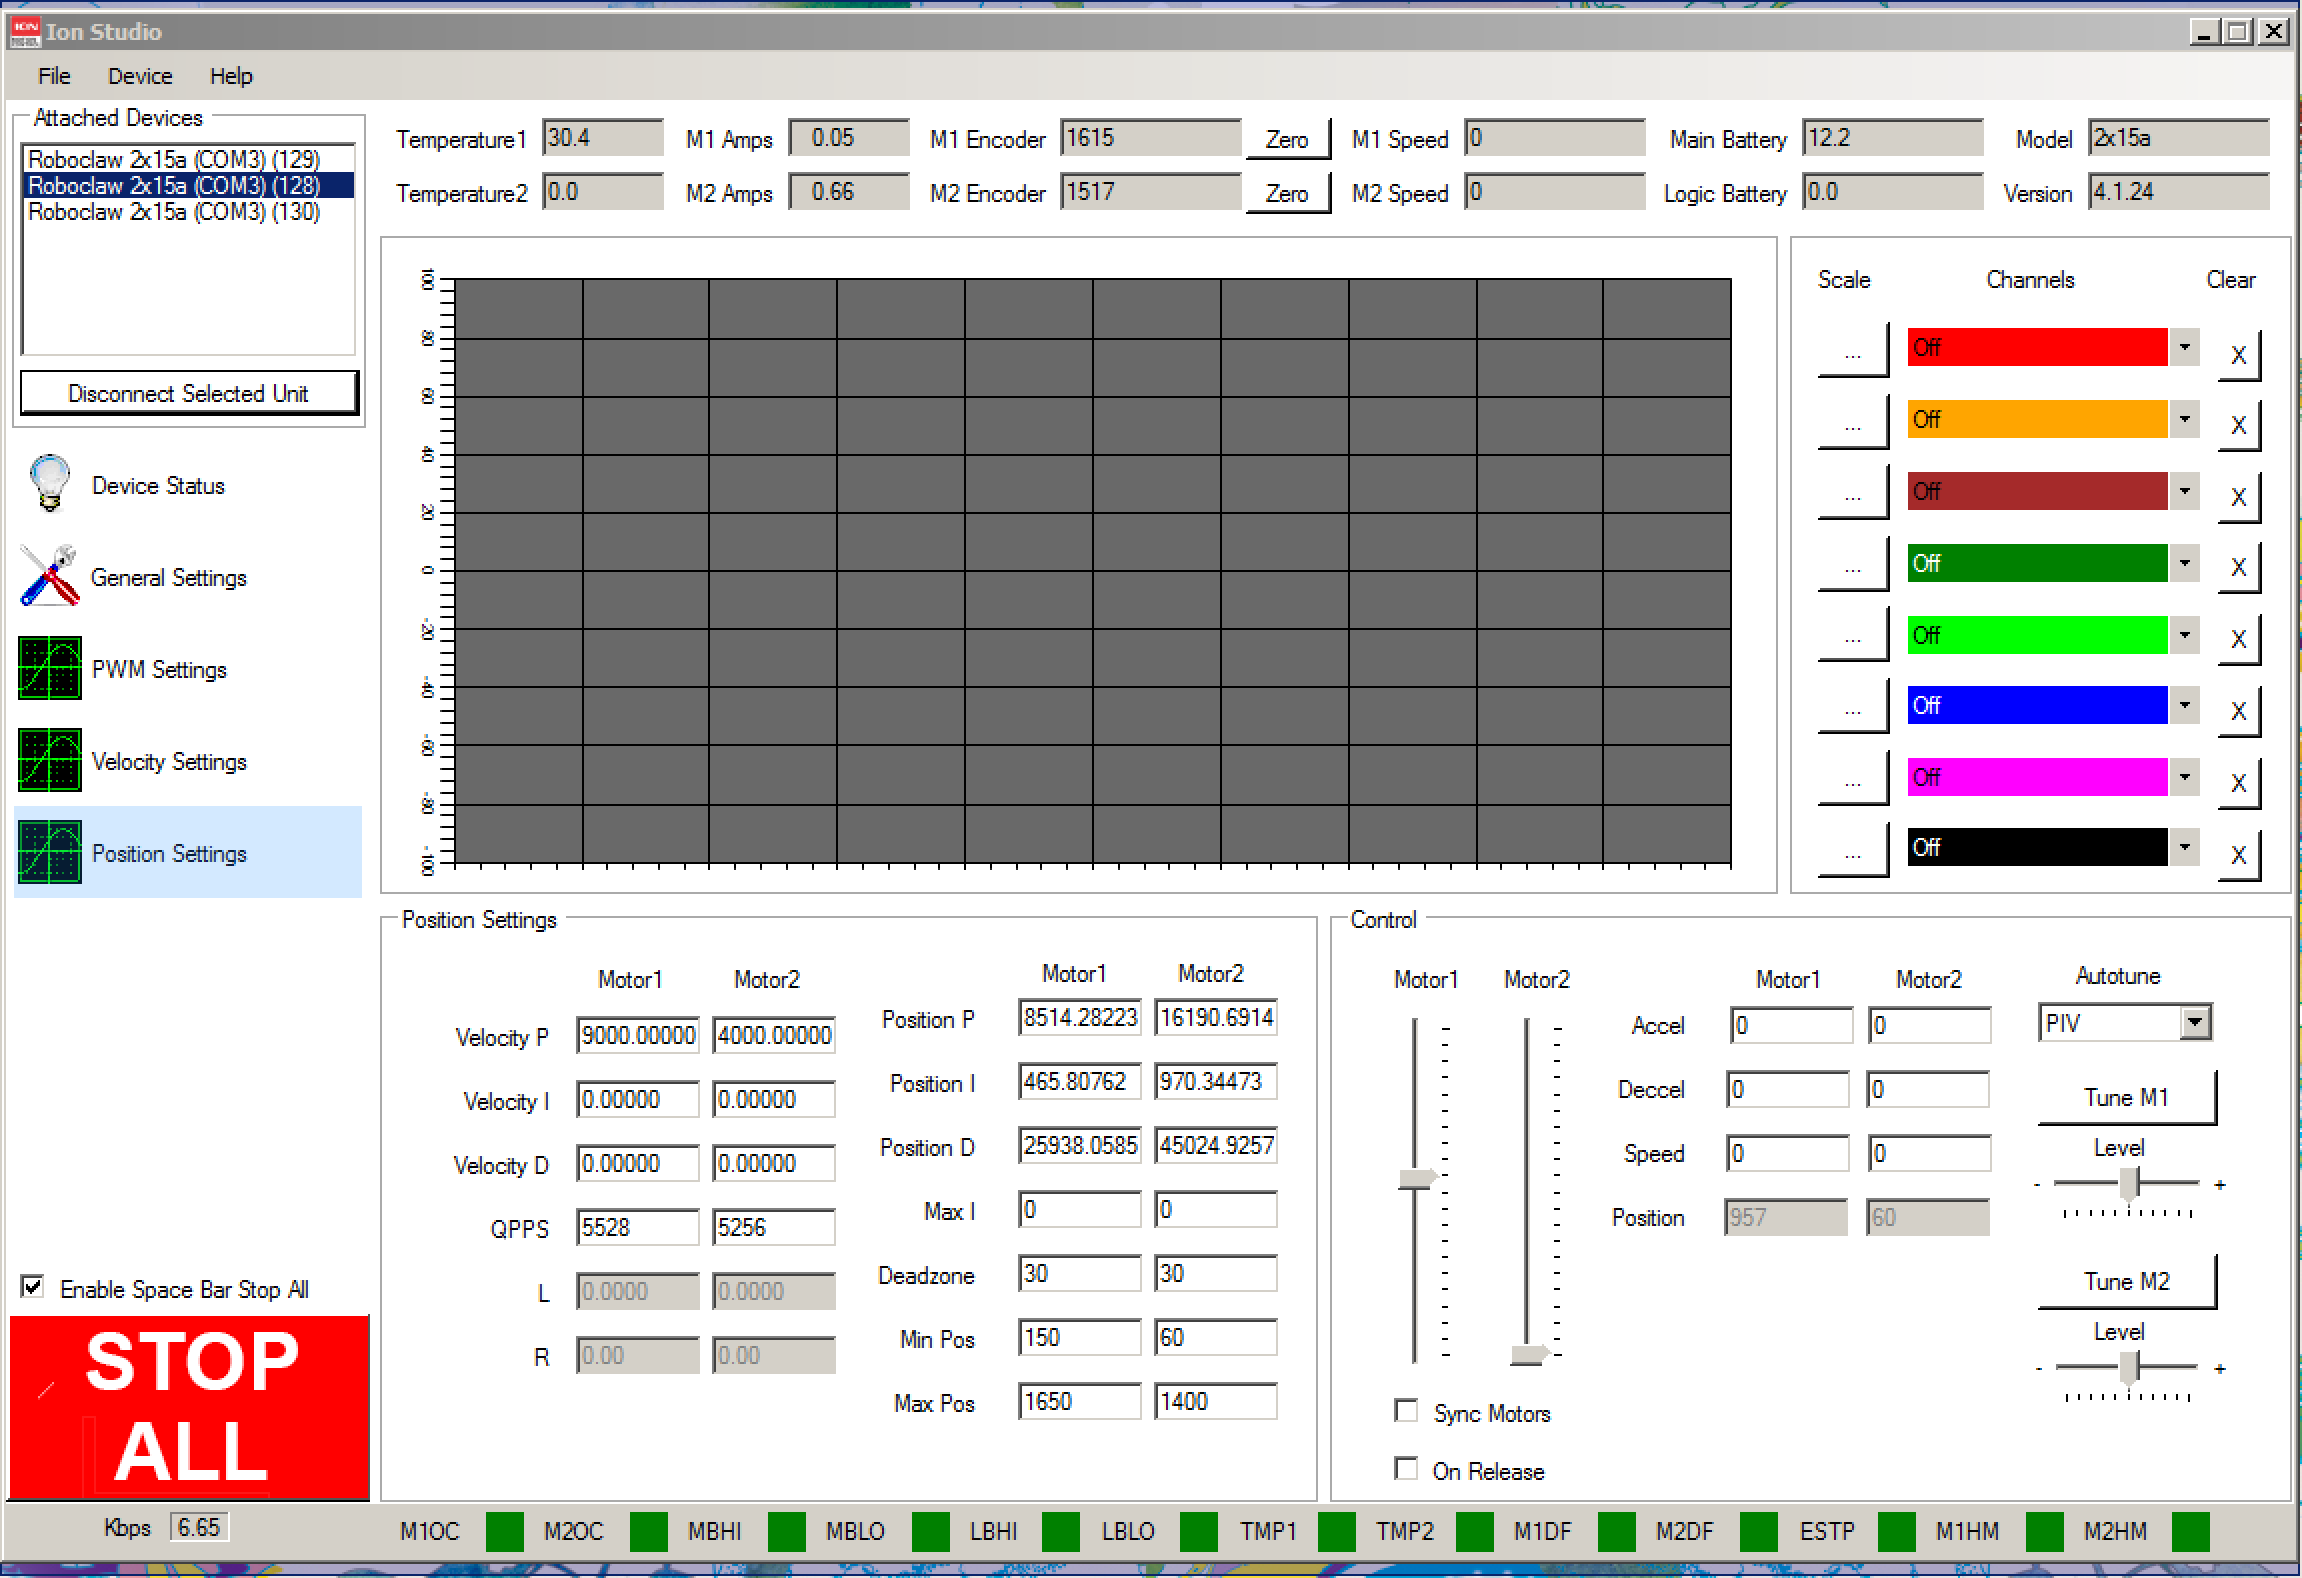 ION
Ion Studio
File Device Help
Attached Devices
Roboclaw 2x15a (COM3) (129)
Roboclaw 2x15a (COM3) (128)
Roboclaw 2x15a (COM3) (130)
Disconnect Selected Unit
Temperature1 30.4 M1 Amps 0.05 M1 Encoder 1615 Zero M1 Speed 0 Main Battery 12.2 Model 2x15a
Temperature2 0.0 M2 Amps 0.66 M2 Encoder 1517 Zero M2 Speed 0 Logic Battery 0.0 Version 4.1.24
Device Status
General Settings
PWM Settings
Velocity Settings
Position Settings
Enable Space Bar Stop All
STOP
ALL
100
80
60
40
20
0
-20
-40
-60
-80
-100
Scale Channels Clear
... Off X
... Off X
... Off X
... Off X
... Off X
... Off X
... Off X
... Off X
Position Settings
Motor1 Motor2
Velocity P 9000.00000 4000.00000
Velocity I 0.00000 0.00000
Velocity D 0.00000 0.00000
QPPS 5528 5256
L 0.0000 0.0000
R 0.00 0.00
Motor1 Motor2
Position P 8514.28223 16190.6914
Position I 465.80762 970.34473
Position D 25938.0585 45024.9257
Max I 0 0
Deadzone 30 30
Min Pos 150 60
Max Pos 1650 1400
Control
Motor1 Motor2
Sync Motors
On Release
Motor1 Motor2
Accel 0 0
Deccel 0 0
Speed 0 0
Position 957 60
Autotune
PIV
Tune M1
Level
- +
Tune M2
Level
- +
Kbps 6.65 M1OC M2OC MBHI MBLO LBHI LBLO TMP1 TMP2 M1DF M2DF ESTP M1HM M2HM